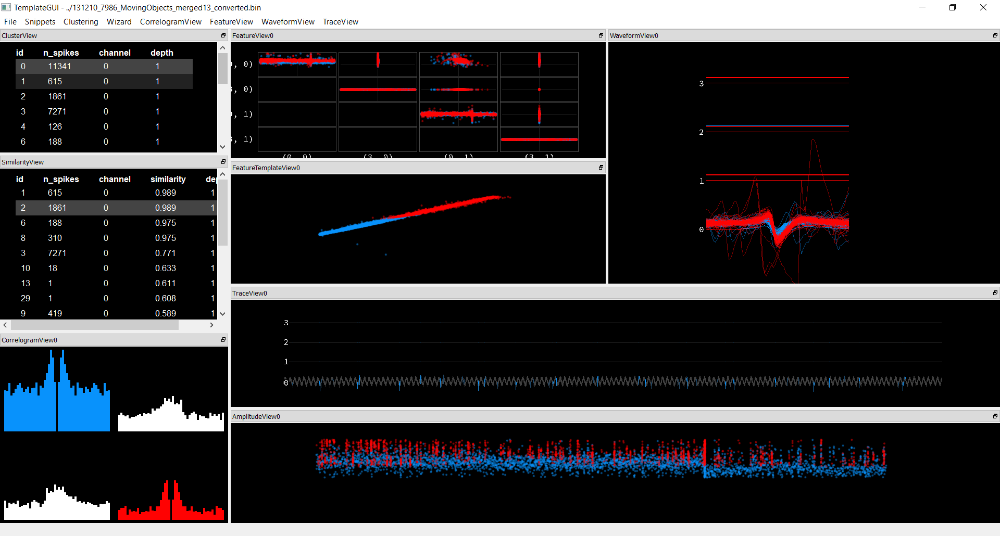 TemplateGUI - ../131210_7986_MovingObjects_merged13_converted.bin
File Snippets Clustering Wizard CorrelogramView FeatureView WaveformView TraceView
ClusterView
id n_spikes channel depth
0 11341 0 1
1 615 0 1
2 1861 0 1
3 7271 0 1
4 126 0 1
6 188 0 1
SimilarityView
id n_spikes channel similarity dep
1 615 0 0.989 1
2 1861 0 0.989 1
6 188 0 0.975 1
8 310 0 0.975 1
3 7271 0 0.771 1
10 18 0 0.633 1
13 1 0 0.611 1
29 1 0 0.608 1
9 419 0 0.589 1
CorrelogramView0
FeatureView0
, 0)
, 0)
, 1)
, 1)
(0, 0) (3, 0) (0, 1) (3, 1)
FeatureTemplateView0
WaveformView0
3
2
1
0
TraceView0
3
2
1
0
AmplitudeView0